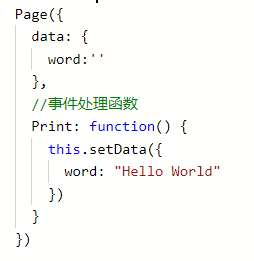 Page({
  data: {
    word:''
  },
  //事件处理函数
  Print: function() {
    this.setData({
      word: "Hello World"
    })
  }
})